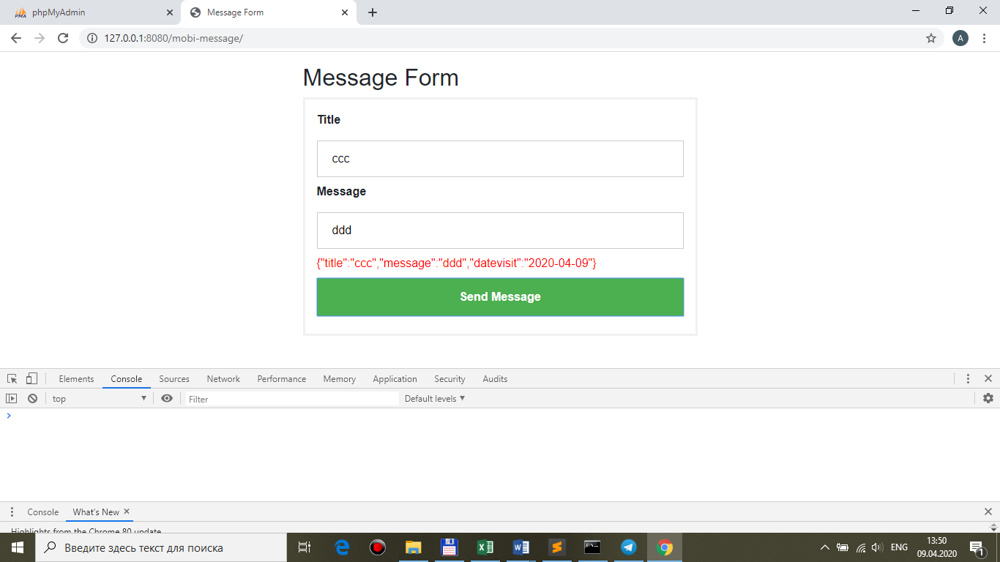 phpMyAdmin
Message Form
127.0.0.1:8080/mobi-message/
A
Message Form
Title
ccc
Message
ddd
{"title":"ccc","message":"ddd","datevisit":"2020-04-09"}
Send Message
Elements Console Sources Network Performance Memory Application Security Audits
top Filter Default levels
Console What's New
Highlights from the Chrome 80 update
Введите здесь текст для поиска
ENG
13:50
09.04.2020
1